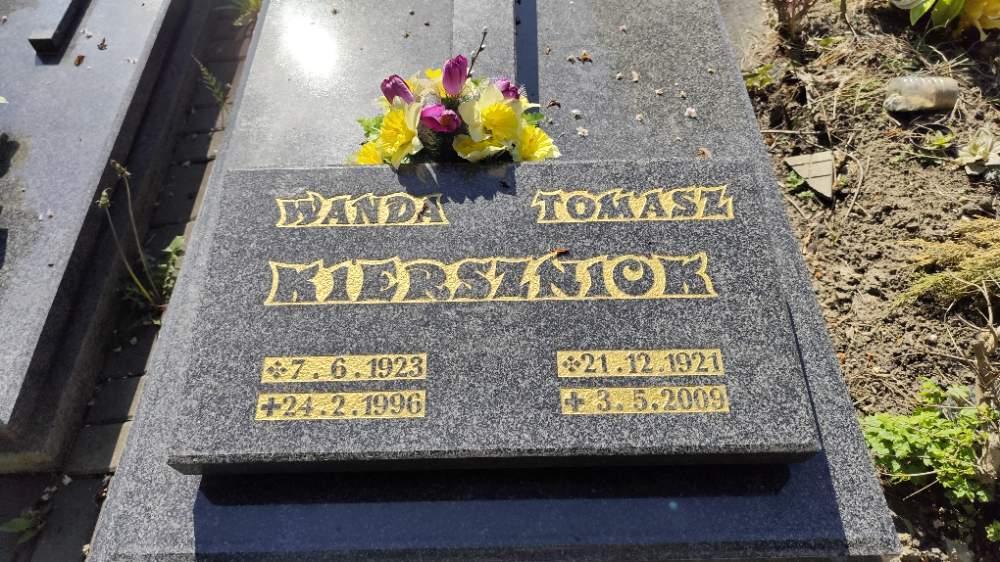 WANDA TOMASZ
KIERSZNIOK
7.6.1923 21.12.1921
+24.2.1996 + 3.5.2009